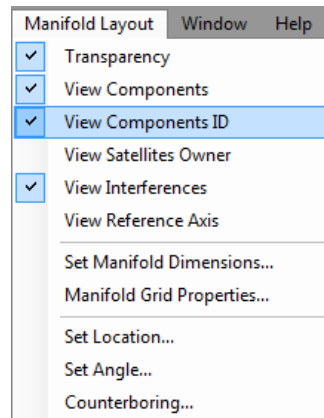 Manifold Layout Window Help
Transparency
View Components
View Components ID
View Satellites Owner
View Interferences
View Reference Axis
Set Manifold Dimensions...
Manifold Grid Properties...
Set Location...
Set Angle...
Counterboring...